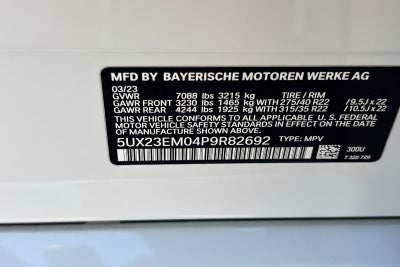 MFD BY BAYERISCHE MOTOREN WERKE AG
03/23 TIRE / RIM
GVWR 7088 lbs 3215 kg
GAWR FRONT 3230 lbs 1465 kg WITH 275/40 R22 / 9.5J x 22
GAWR REAR 4244 lbs 1925 kg WITH 315/35 R22 / 10.5J x 22
THIS VEHICLE CONFORMS TO ALL APPLICABLE U.S. FEDERAL
MOTOR VEHICLE SAFETY STANDARDS IN EFFECT ON THE
DATE OF MANUFACTURE SHOWN ABOVE.
5UX23EM04P9R82692 TYPE: MPV
300U
7 320 729